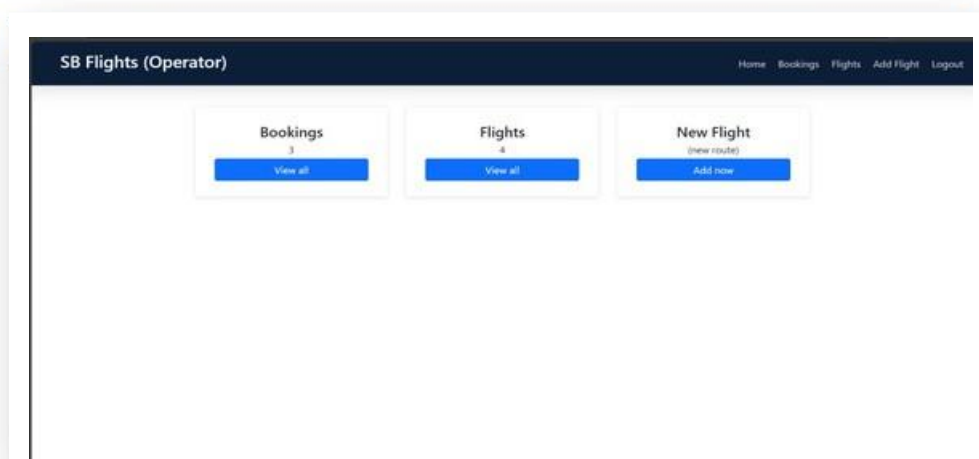 SB Flights (Operator)
Home Bookings Flights Add Flight Logout
Bookings
3
View all
Flights
4
View all
New Flight
(new route)
Add now